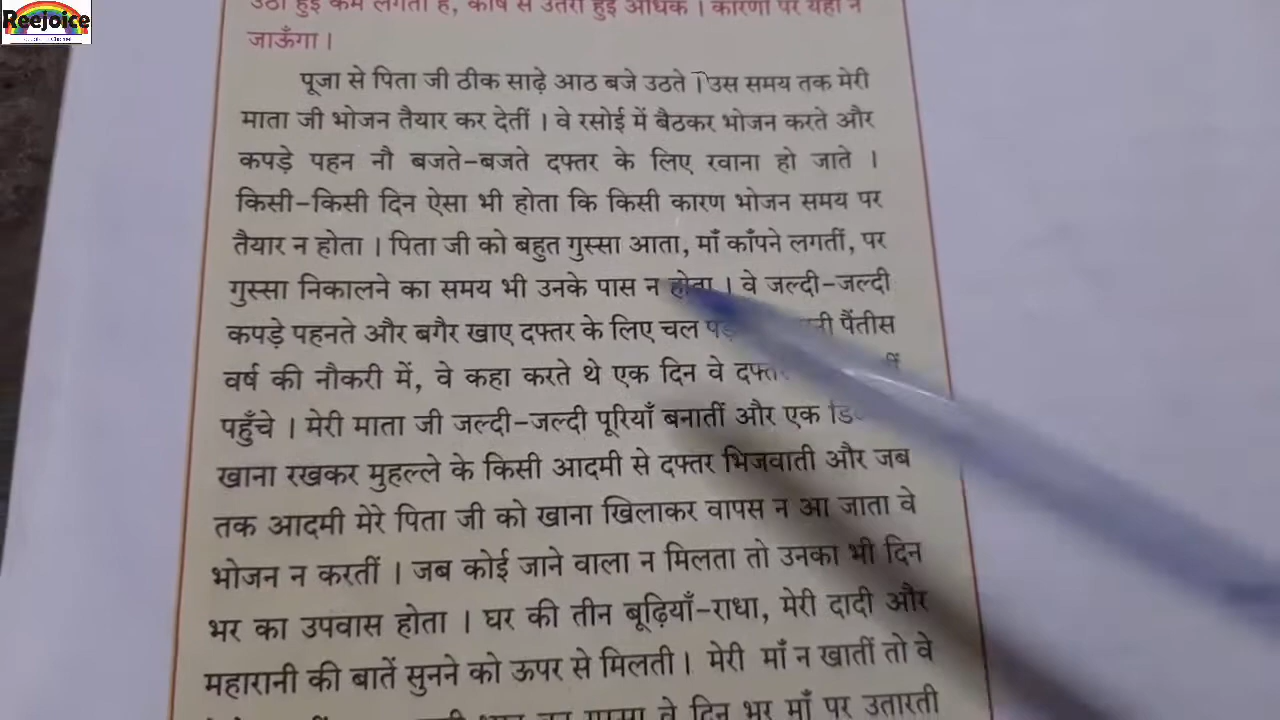 Reejoice
उठी हुई कम लगती है, कोष से उतरी हुई अधिक । कारणों पर यहाँ न
जाऊँगा ।
पूजा से पिता जी ठीक साढ़े आठ बजे उठते । उस समय तक मेरी
माता जी भोजन तैयार कर देतीं । वे रसोई में बैठकर भोजन करते और
कपड़े पहन नौ बजते-बजते दफ्तर के लिए रवाना हो जाते ।
किसी-किसी दिन ऐसा भी होता कि किसी कारण भोजन समय पर
तैयार न होता । पिता जी को बहुत गुस्सा आता, माँ काँपने लगतीं, पर
गुस्सा निकालने का समय भी उनके पास न होता । वे जल्दी-जल्दी
कपड़े पहनते और बगैर खाए दफ्तर के लिए चल पैंतीस
वर्ष की नौकरी में, वे कहा करते थे एक दिन वे दफ्तर
पहुँचे । मेरी माता जी जल्दी-जल्दी पूरियाँ बनातीं और एक
खाना रखकर मुहल्ले के किसी आदमी से दफ्तर भिजवाती और जब
तक आदमी मेरे पिता जी को खाना खिलाकर वापस न आ जाता वे
भोजन न करतीं । जब कोई जाने वाला न मिलता तो उनका भी दिन
भर का उपवास होता । घर की तीन बूढ़ियाँ-राधा, मेरी दादी और
महारानी की बातें सुनने को ऊपर से मिलती । मेरी माँ न खातीं तो वे
वे दिन भर माँ पर उतारती